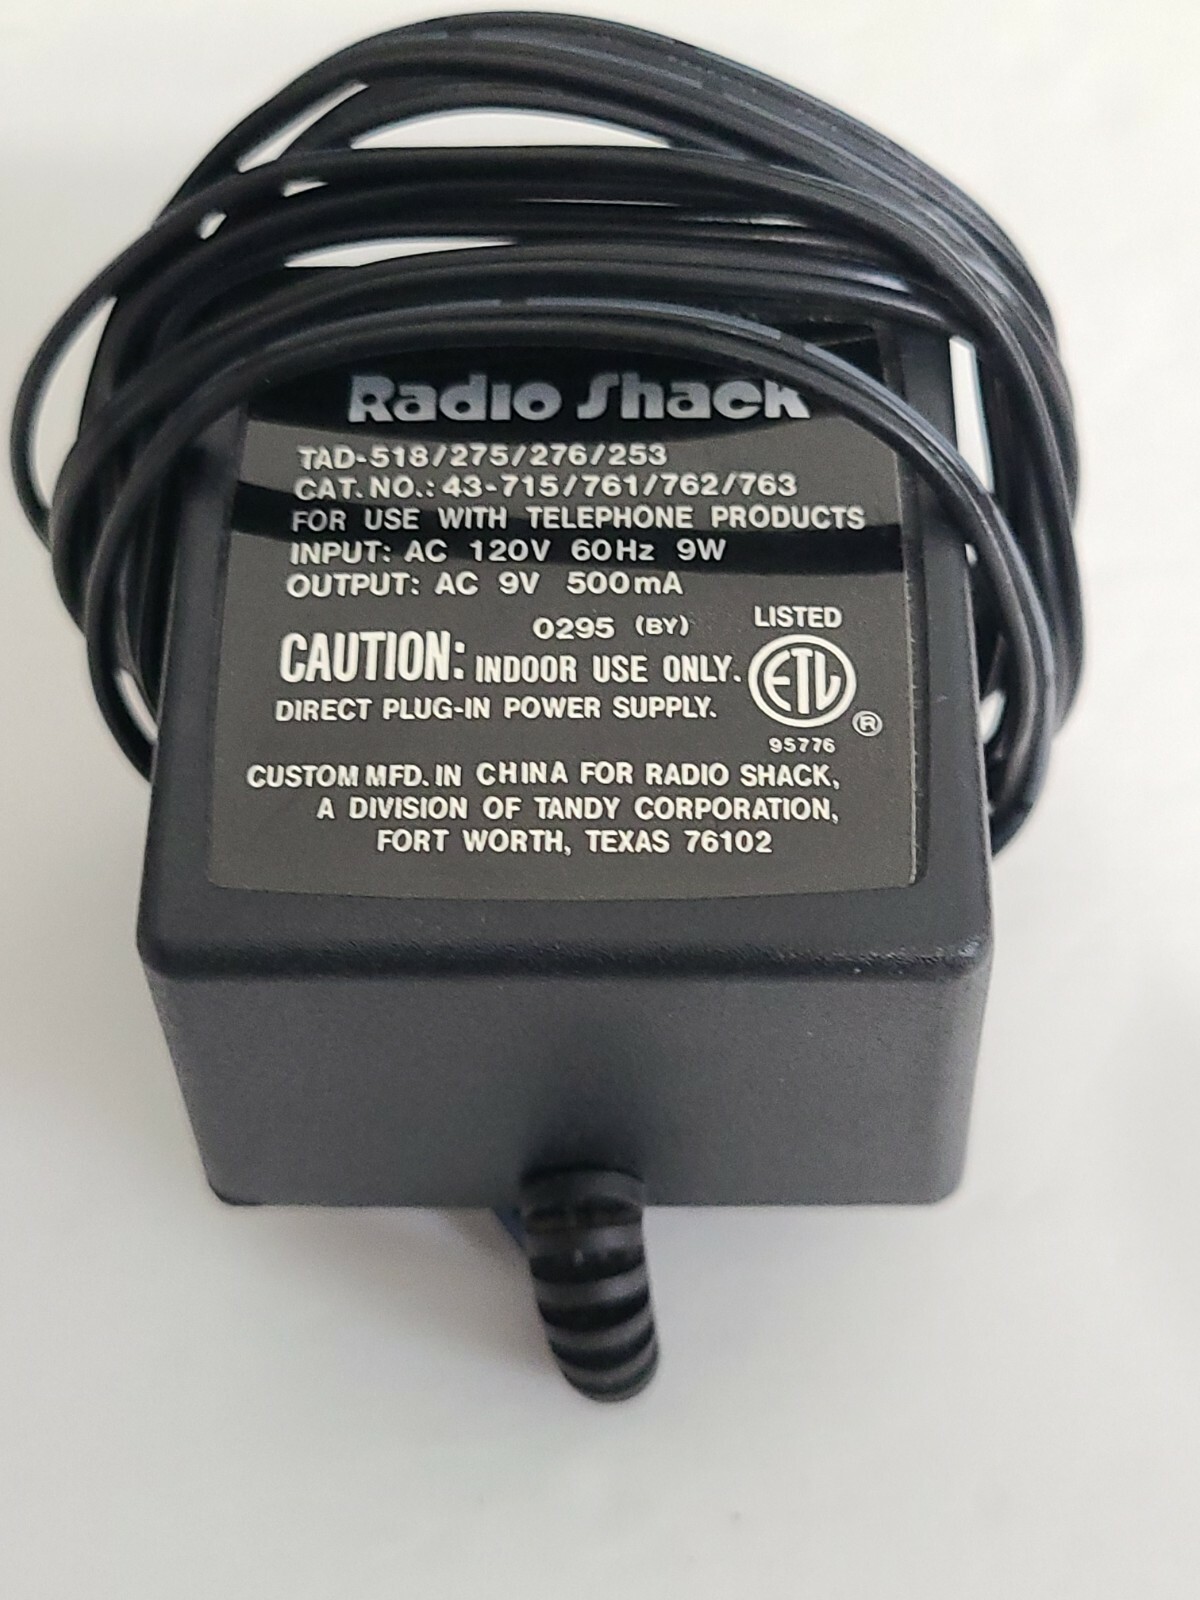 Radio Shack
TAD-518/275/276/253
CAT. NO.: 43-715/761/762/763
FOR USE WITH TELEPHONE PRODUCTS
INPUT: AC 120V 60Hz 9W
OUTPUT: AC 9V 500mA
0295 (BY)
LISTED
CAUTION: INDOOR USE ONLY.
ETL
DIRECT PLUG-IN POWER SUPPLY.
®
95776
CUSTOM MFD. IN CHINA FOR RADIO SHACK,
A DIVISION OF TANDY CORPORATION,
FORT WORTH, TEXAS 76102